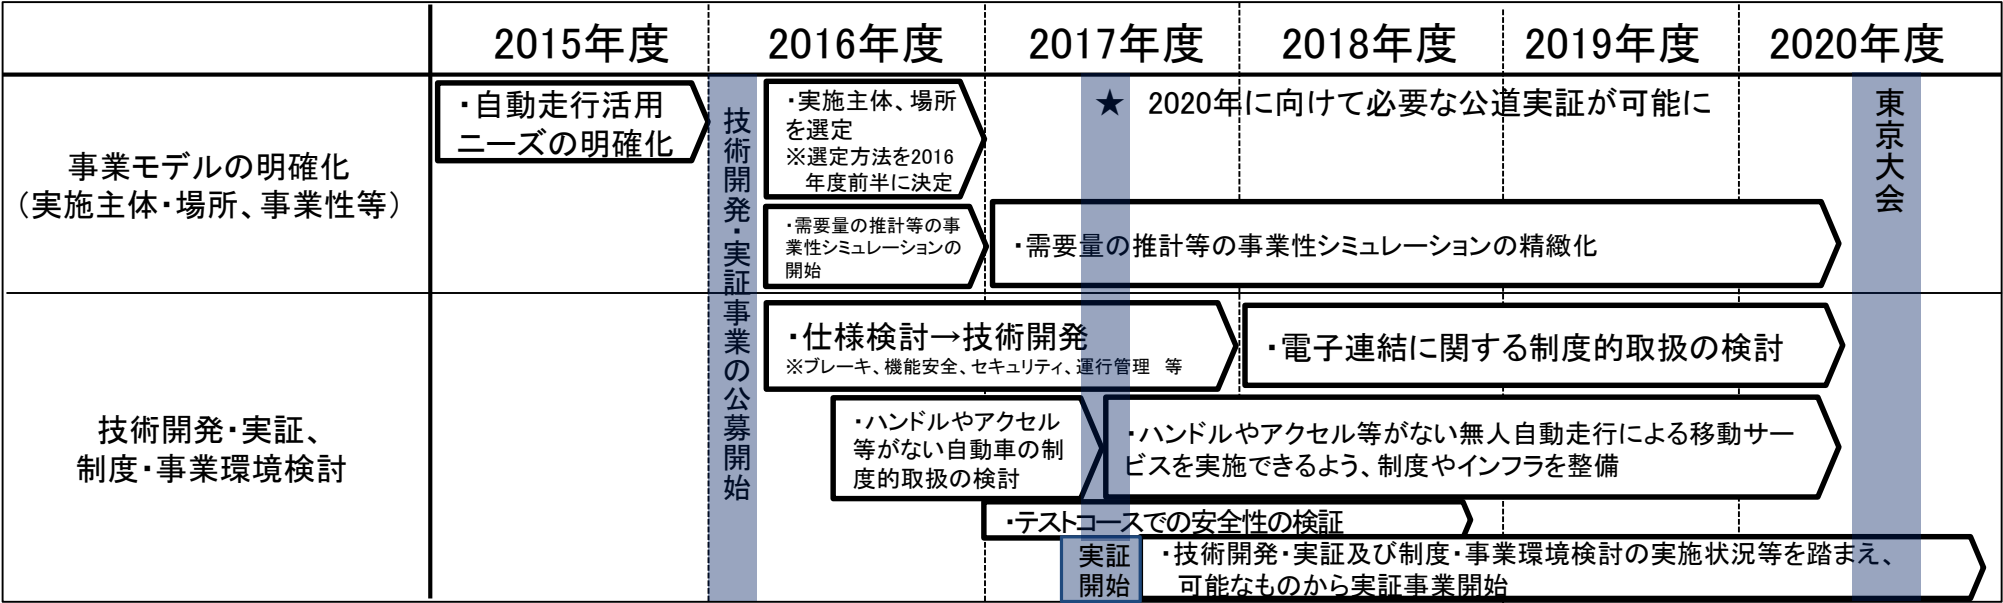 2015年度
2016年度
2017年度
2018年度
2019年度
2020年度
事業モデルの明確化
（実施主体・場所、事業性等）
・自動走行活用
ニーズの明確化
技術開発・実証事業の公募開始
・実施主体、場所
を選定
※選定方法を2016
年度前半に決定
★ 2020年に向けて必要な公道実証が可能に
東京大会
・需要量の推計等の事
業性シミュレーションの
開始
・需要量の推計等の事業性シミュレーションの精緻化
技術開発・実証、
制度・事業環境検討
・仕様検討→技術開発
※ブレーキ、機能安全、セキュリティ、運行管理 等
・電子連結に関する制度的取扱の検討
・ハンドルやアクセル
等がない自動車の制
度的取扱の検討
・ハンドルやアクセル等がない無人自動走行による移動サー
ビスを実施できるよう、制度やインフラを整備
・テストコースでの安全性の検証
実証
開始
・技術開発・実証及び制度・事業環境検討の実施状況等を踏まえ、
可能なものから実証事業開始